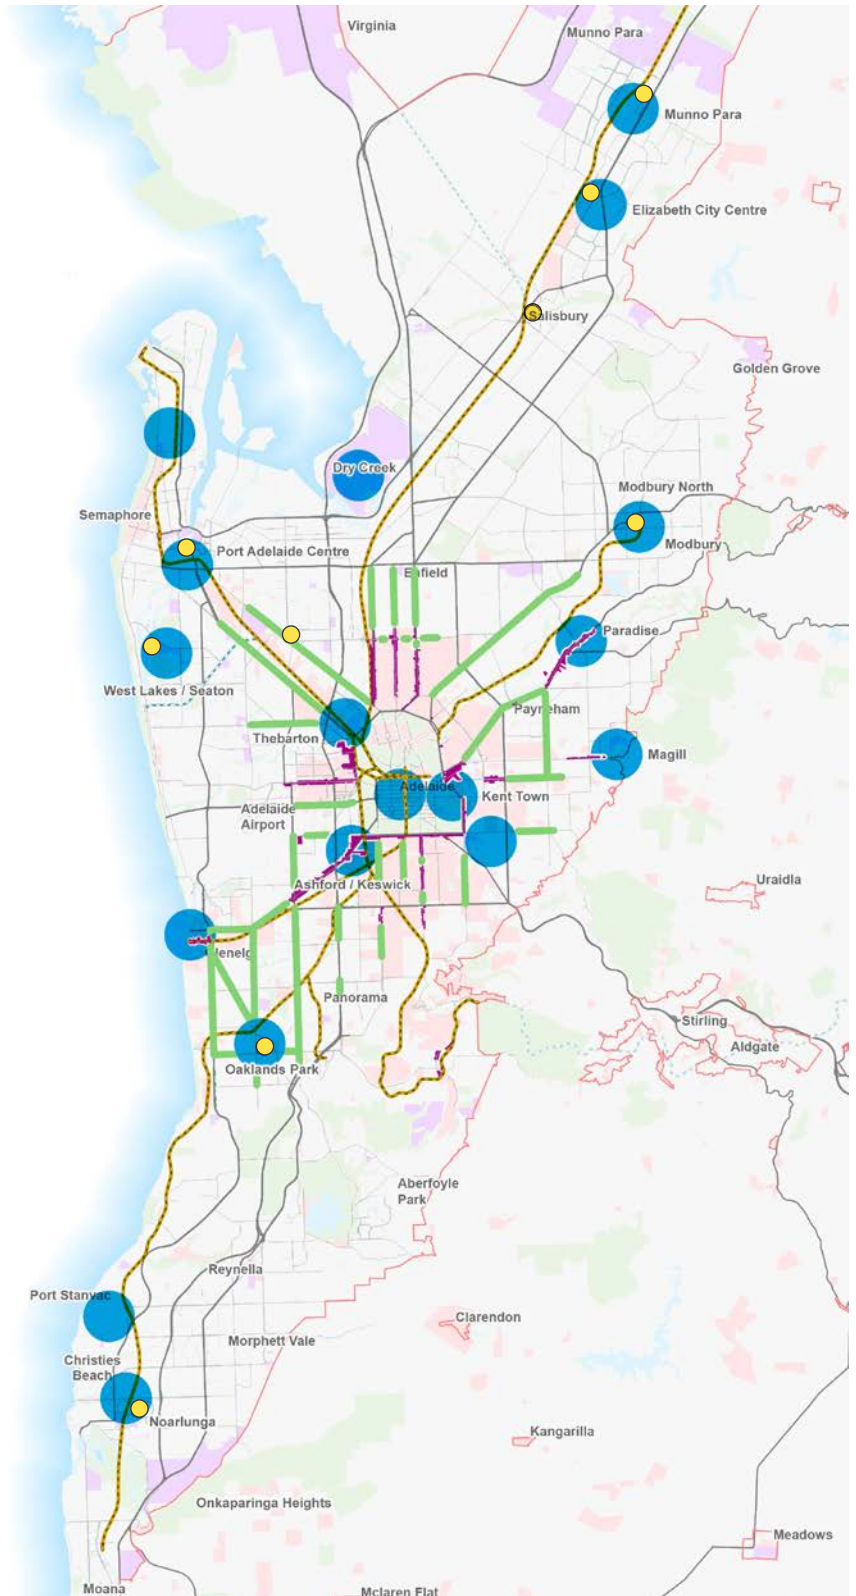 Virginia
Munno Para
Munno Para
Elizabeth City Centre
Salisbury
Golden Grove
Dry Creek
Modbury North
Semaphore
Port Adelaide Centre
Modbury
Enfield
Paradise
West Lakes / Seaton
Payneham
Thebarton
Magill
Adelaide
Kent Town
Adelaide
Airport
Uraidla
Ashford / Keswick
lenelg
Panorama
Stirling
Aldgate
Oaklands Park
Aberfoyle
Park
Reynella
Port Stanvac
Clarendon
Morphett Vale
Christies
Beach
Noarlunga
Kangarilla
Onkaparinga Heights
Meadows
Moana
Mclaren Flat